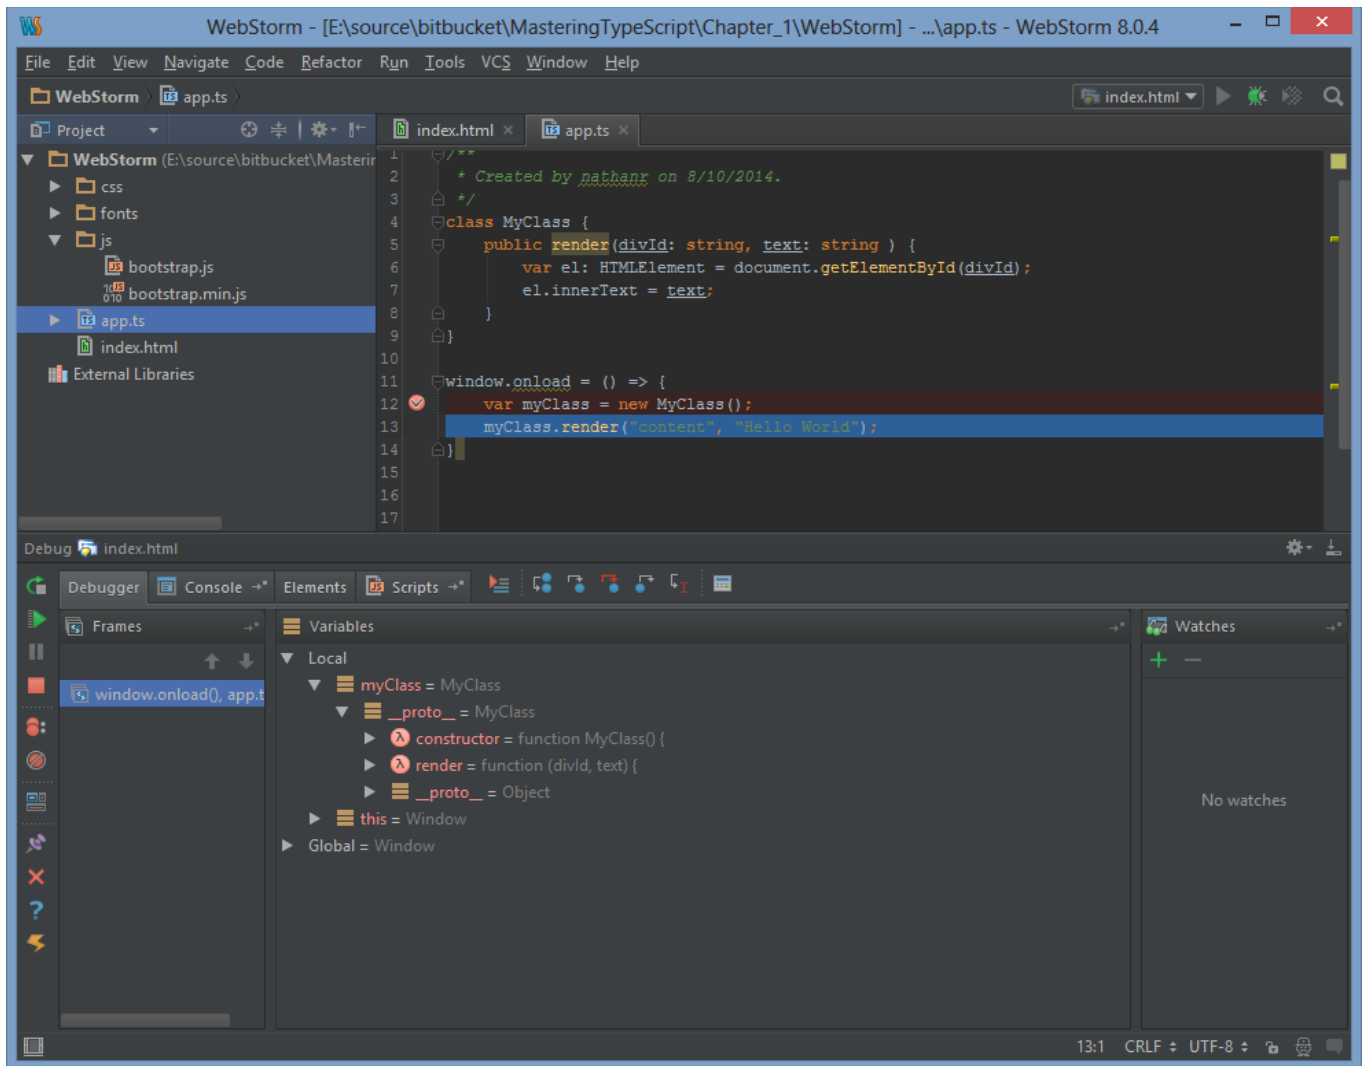 WebStorm - [E:\source\bitbucket\MasteringTypeScript\Chapter_1\WebStorm] - ...\app.ts - WebStorm 8.0.4
File Edit View Navigate Code Refactor Run Tools VCS Window Help
WebStorm app.ts index.html
Project
index.html app.ts
WebStorm (E:\source\bitbucket\Masterin
css
fonts
js
bootstrap.js
bootstrap.min.js
app.ts
index.html
External Libraries
1 /**
2 * Created by nathanr on 8/10/2014.
3 */
4 class MyClass {
5 public render(divId: string, text: string ) {
6 var el: HTMLElement = document.getElementById(divId);
7 el.innerText = text;
8 }
9 }
10
11 window.onload = () => {
12 var myClass = new MyClass();
13 myClass.render("content", "Hello World");
14 }
15
16
17
Debug index.html
Debugger Console Elements Scripts
Frames
window.onload(), app.t
Variables
Local
myClass = MyClass
__proto__ = MyClass
constructor = function MyClass() {
render = function (divId, text) {
__proto__ = Object
this = Window
Global = Window
Watches
No watches
13:1 CRLF UTF-8